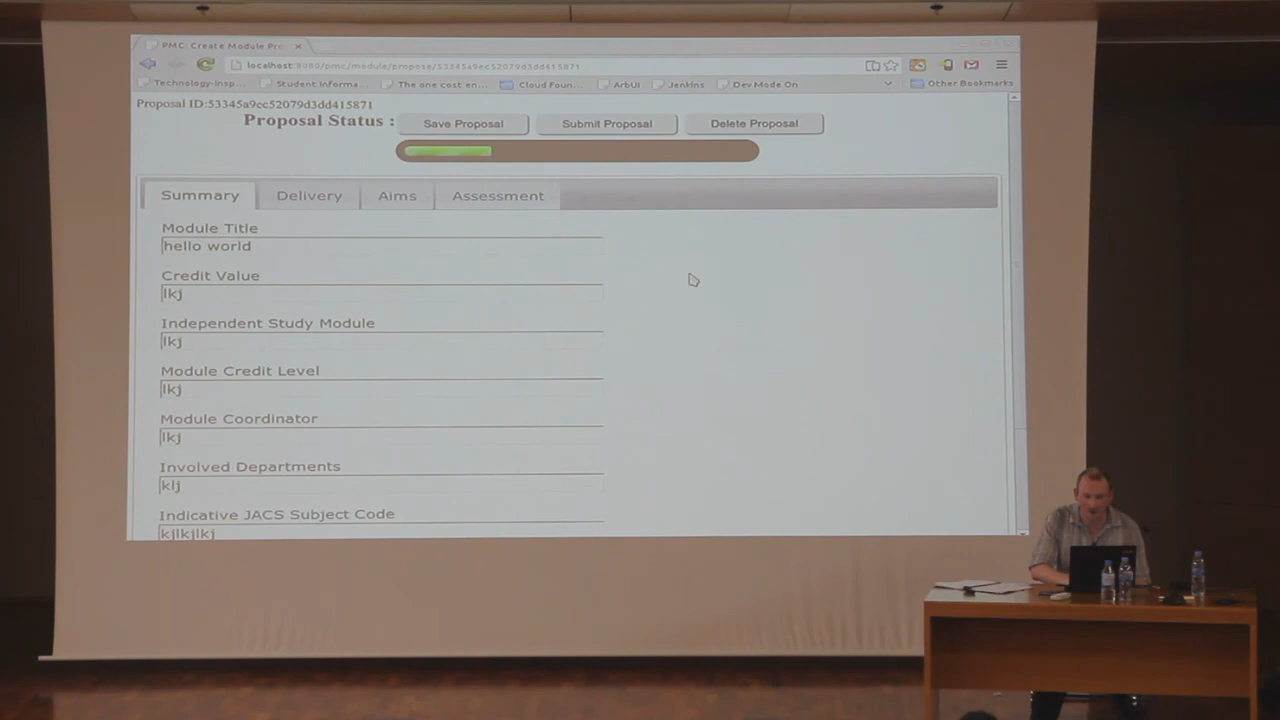 PMC: Create Module Pro
localhost:8080/pmc/module/propose/53345a9cc52079d3dd415871
Technology-Insp... Student Informa... The one cost en... Cloud Foun... ArbUI Jenkins Dev Mode On Other Bookmarks
Proposal ID:53345a9cc52079d3dd415871
Proposal Status : Save Proposal Submit Proposal Delete Proposal
Summary Delivery Aims Assessment
Module Title
hello world
Credit Value
lkj
Independent Study Module
lkj
Module Credit Level
lkj
Module Coordinator
lkj
Involved Departments
klj
Indicative JACS Subject Code
kjlkjlkj